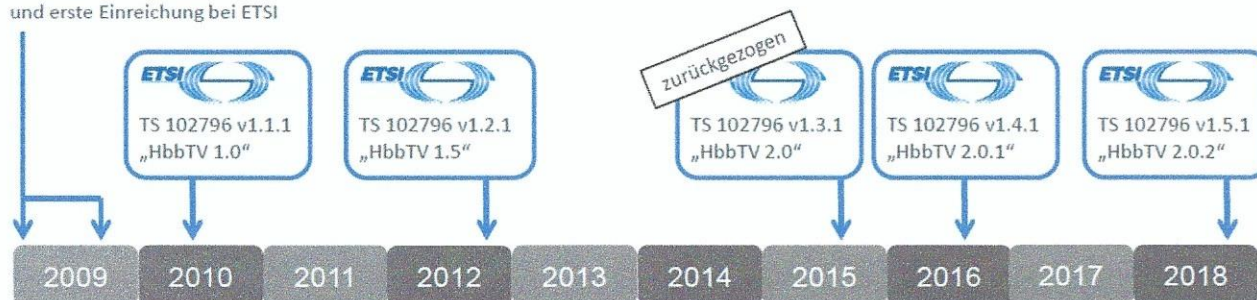 und erste Einreichung bei ETSI
ETSI
TS 102796 v1.1.1
„HbbTV 1.0“
ETSI
TS 102796 v1.2.1
„HbbTV 1.5“
zurückgezogen
TS 102796 v1.3.1
„HbbTV 2.0“
ETSI
TS 102796 v1.4.1
„HbbTV 2.0.1“
ETSI
TS 102796 v1.5.1
„HbbTV 2.0.2“
2009 2010 2011 2012 2013 2014 2015 2016 2017 2018